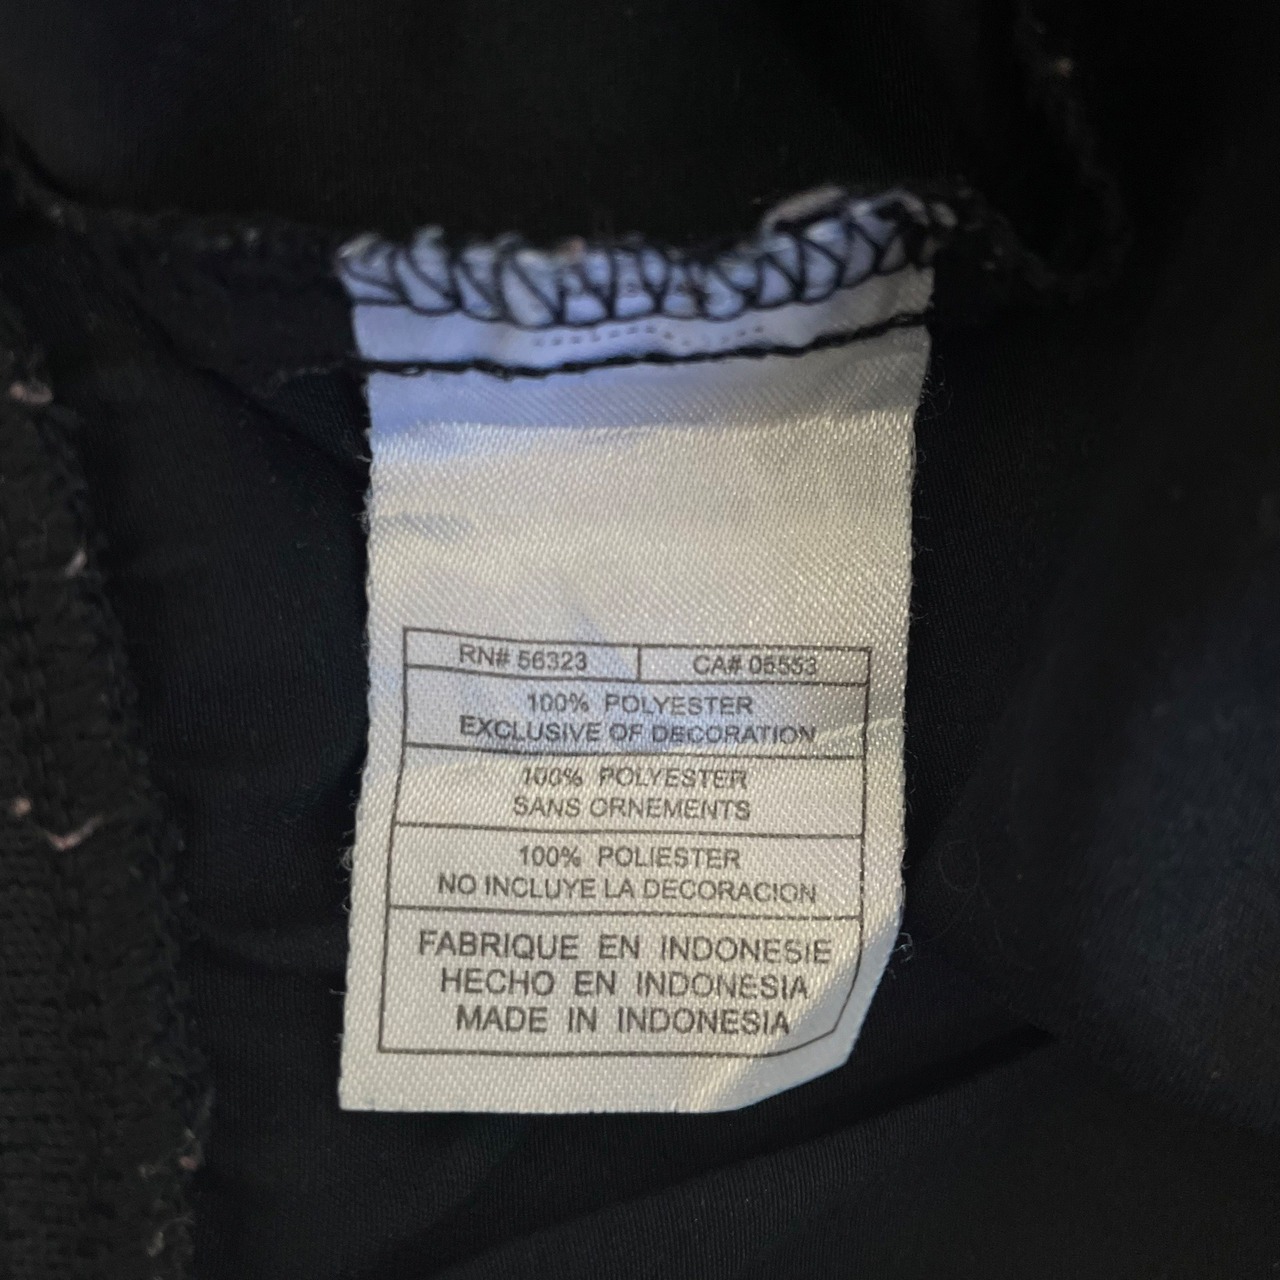 RN# 56323 CA# 05553
100% POLYESTER
EXCLUSIVE OF DECORATION
100% POLYESTER
SANS ORNEMENTS
100% POLIESTER
NO INCLUYE LA DECORACION
FABRIQUE EN INDONESIE
HECHO EN INDONESIA
MADE IN INDONESIA